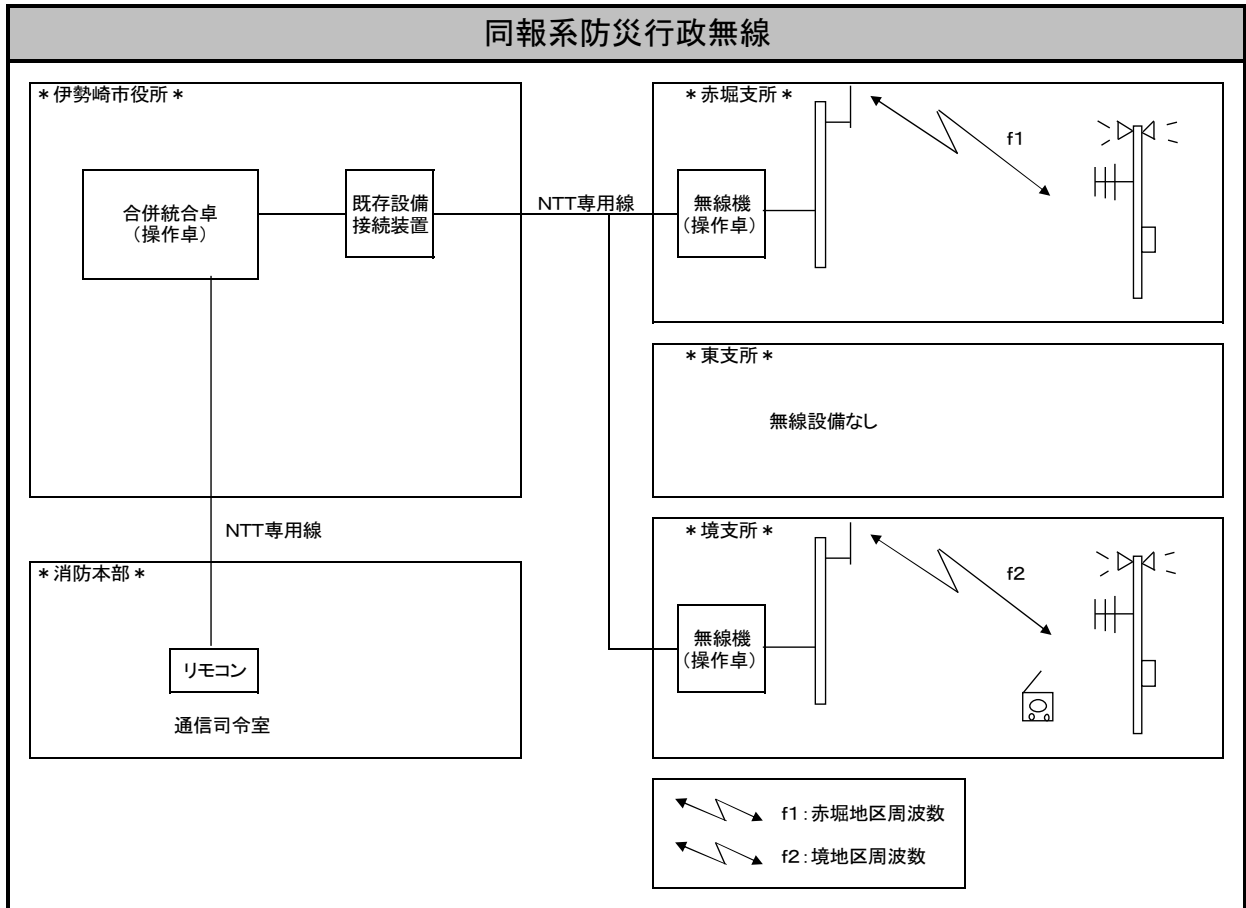 同報系防災行政無線
＊伊勢崎市役所＊
合併統合卓
（操作卓）
既存設備
接続装置
NTT専用線
＊赤堀支所＊
無線機
（操作卓）
f1
＊東支所＊
無線設備なし
＊境支所＊
無線機
（操作卓）
f2
NTT専用線
＊消防本部＊
リモコン
通信司令室
f1：赤堀地区周波数
f2：境地区周波数